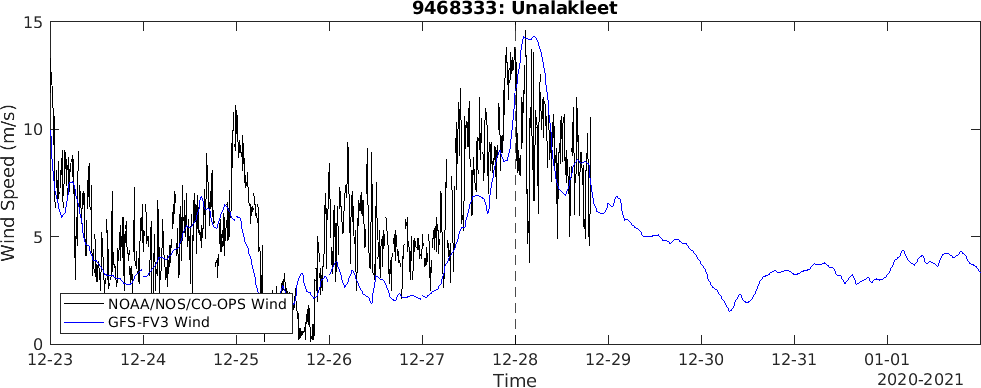 9468333: Unalakleet
15
10
5
0
Wind Speed (m/s)
NOAA/NOS/CO-OPS Wind
GFS-FV3 Wind
12-23 12-24 12-25 12-26 12-27 12-28 12-29 12-30 12-31 01-01
Time
2020-2021